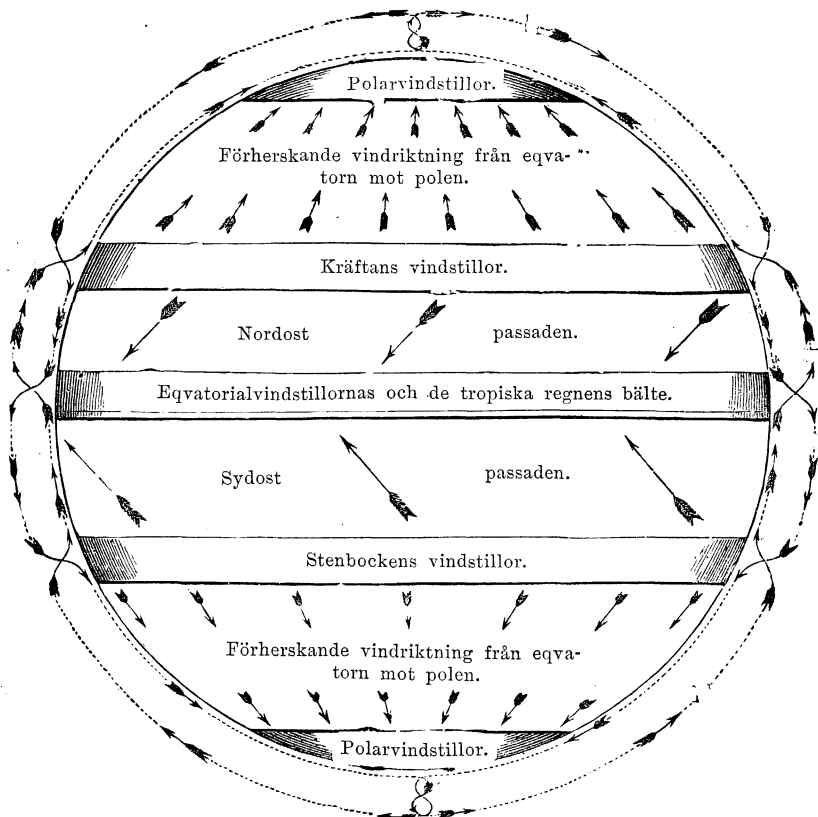 Polarvindstillor.
Förherskande vindriktning från eqva-
torn mot polen.
Kräftans vindstillor.
Nordost passaden.
Eqvatorialvindstillornas och de tropiska regnens bälte.
Sydost passaden.
Stenbockens vindstillor.
Förherskande vindriktning från eqva-
torn mot polen.
Polarvindstillor.